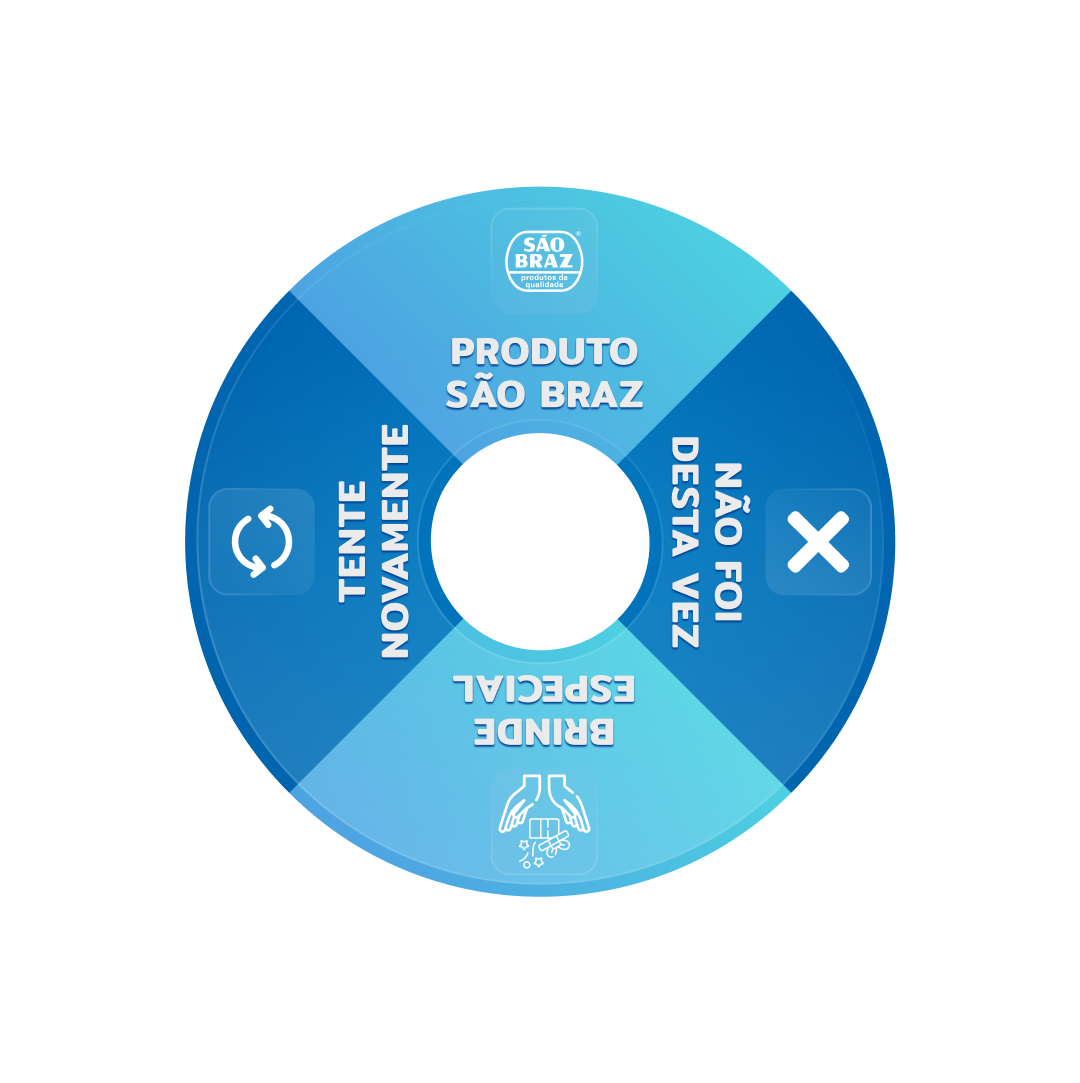 SÃO
BRAZ
®
produtos de
qualidade
PRODUTO
SÃO BRAZ
NÃO FOI
DESTA VEZ
BRINDE
ESPECIAL
TENTE
NOVAMENTE